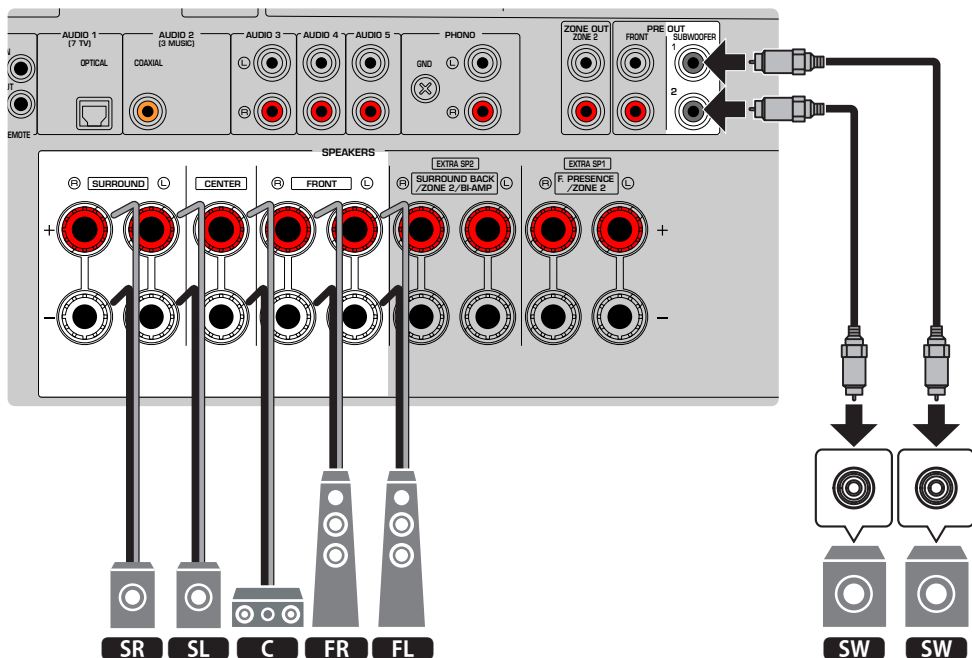 AUDIO 1
(7 TV)
AUDIO 2
(3 MUSIC)
AUDIO 3
AUDIO 4
AUDIO 5
PHONO
ZONE OUT
ZONE 2
PRE OUT
FRONT
SUBWOOFER
OPTICAL
COAXIAL
L
GND
L
1
R
R
2
EMOTE
SPEAKERS
EXTRA SP2
EXTRA SP1
R SURROUND L
CENTER
R FRONT L
R SURROUND BACK L
/ZONE 2/BI-AMP
R F. PRESENCE L
/ZONE 2
+ +
− −
SR SL C FR FL SW SW